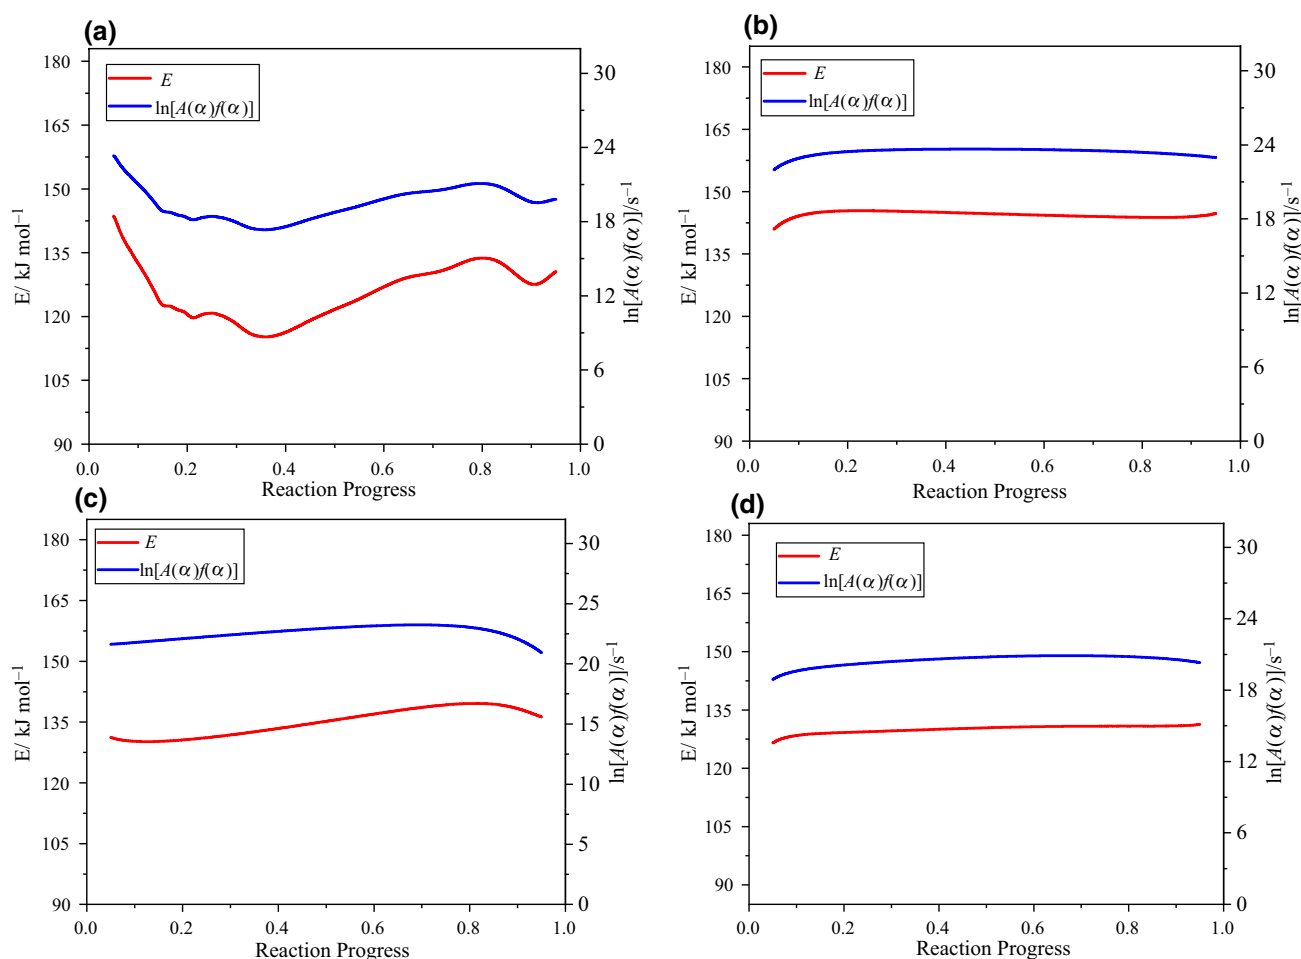 (a)
E
ln[A(α)f(α)]
180
165
150
135
120
105
90
30
24
18
12
6
0
0.0 0.2 0.4 0.6 0.8 1.0
E/ kJ mol⁻¹
ln[A(α)f(α)]/s⁻¹
Reaction Progress
(b)
E
ln[A(α)f(α)]
180
165
150
135
120
105
90
30
24
18
12
6
0
0.0 0.2 0.4 0.6 0.8 1.0
E/ kJ mol⁻¹
ln[A(α)f(α)]/s⁻¹
Reaction Progress
(c)
E
ln[A(α)f(α)]
180
165
150
135
120
105
90
30
25
20
15
10
5
0
0.0 0.2 0.4 0.6 0.8 1.0
E/ kJ mol⁻¹
ln[A(α)f(α)]/s⁻¹
Reaction Progress
(d)
E
ln[A(α)f(α)]
180
165
150
135
120
105
90
30
24
18
12
6
0
0.0 0.2 0.4 0.6 0.8 1.0
E/ kJ mol⁻¹
ln[A(α)f(α)]/s⁻¹
Reaction Progress